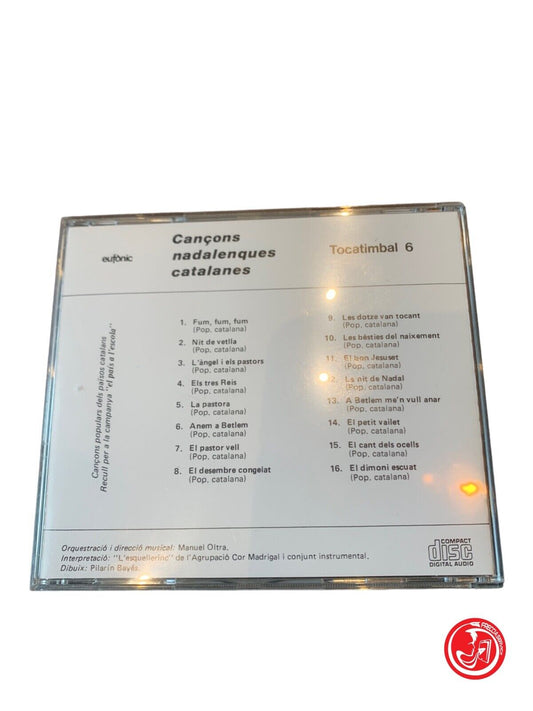 eufònic
Cançons
nadalenques
catalanes
Tocatimbal 6
Cançons populars dels països catalans
Recull per a la campanya "el país a l'escola"
1. Fum, fum, fum
(Pop. catalana)
2. Nit de vetlla
(Pop. catalana)
3. L'àngel i els pastors
(Pop. catalana)
4. Els tres Reis
(Pop. catalana)
5. La pastora
(Pop. catalana)
6. Anem a Betlem
(Pop. catalana)
7. El pastor vell
(Pop. catalana)
8. El desembre congelat
(Pop. catalana)
9. Les dotze van tocant
(Pop. catalana)
10. Les bèsties del naixement
(Pop. catalana)
11. El bon Jesuset
(Pop. catalana)
12. La nit de Nadal
(Pop. catalana)
13. A Betlem me'n vull anar
(Pop. catalana)
14. El petit vailet
(Pop. catalana)
15. El cant dels ocells
(Pop. catalana)
16. El dimoni escuat
(Pop. catalana)
Orquestració i direcció musical: Manuel Oltra.
Interpretació: "L'esquellerinc" de l'Agrupació Cor Madrigal i conjunt instrumental.
Dibuix: Pilarín Bayés.
COMPACT
disc
DIGITAL AUDIO